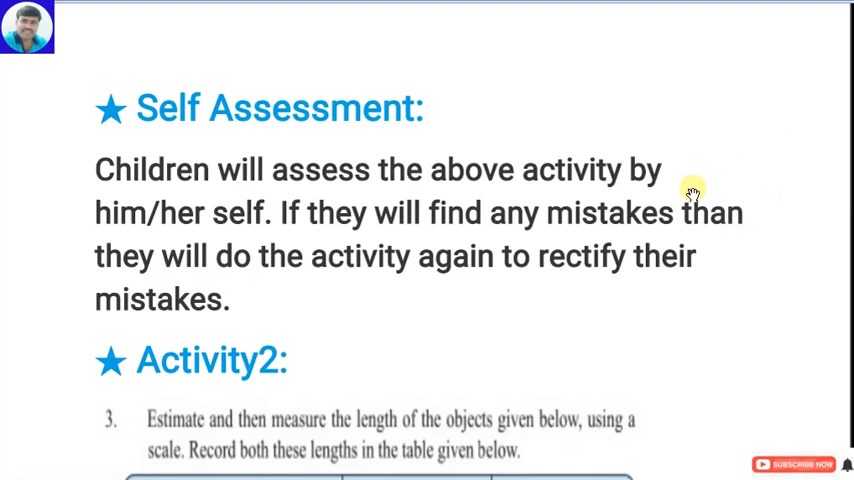 ★ Self Assessment:
Children will assess the above activity by
him/her self. If they will find any mistakes than
they will do the activity again to rectify their
mistakes.
★ Activity2:
3. Estimate and then measure the length of the objects given below, using a
scale. Record both these lengths in the table given below.
SUBSCRIBE NOW